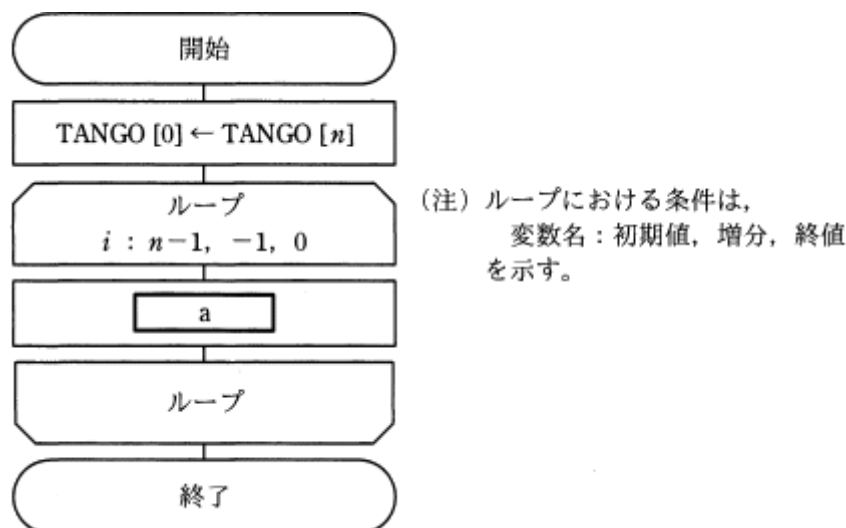 開始
TANGO [0] ← TANGO [n]
ループ
i : n－1, －1, 0
（注）ループにおける条件は，
変数名：初期値，増分，終値
を示す。
a
ループ
終了